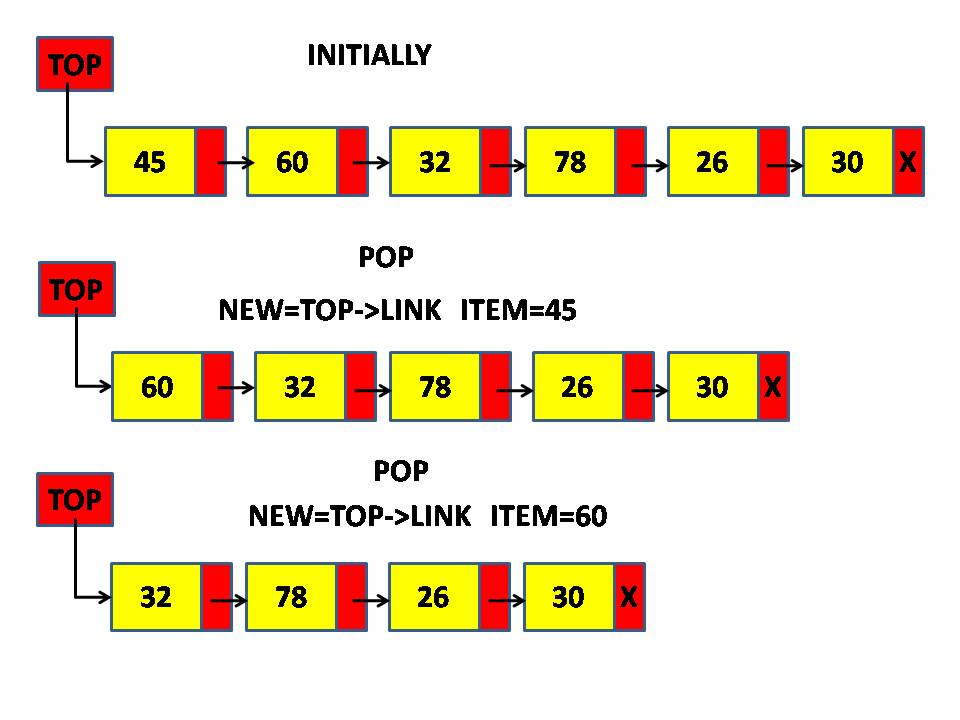 INITIALLY
TOP
45 60 32 78 26 30 X
POP
TOP
NEW=TOP->LINK ITEM=45
60 32 78 26 30 X
POP
TOP
NEW=TOP->LINK ITEM=60
32 78 26 30 X